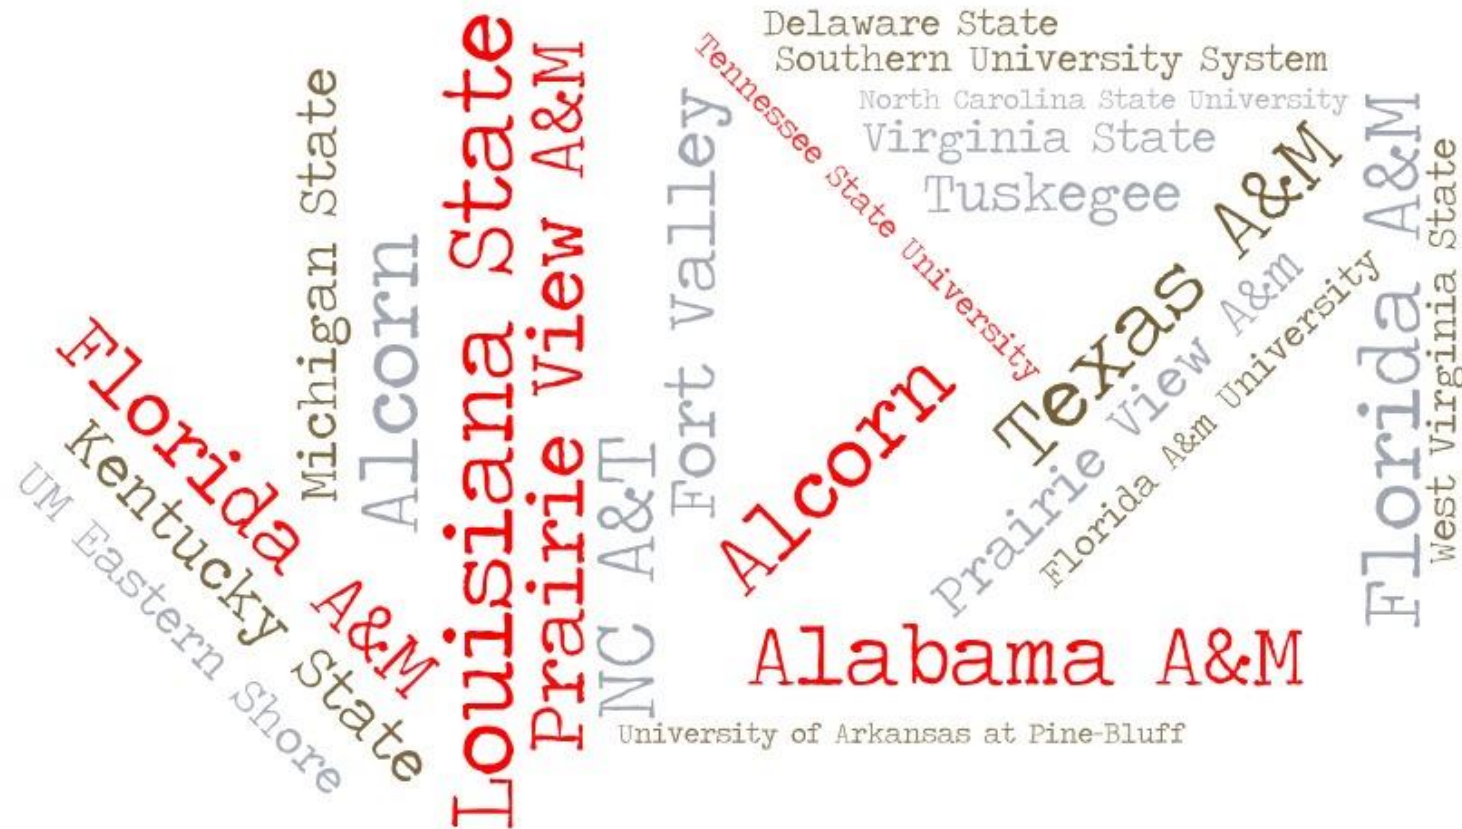 Florida A&M
Kentucky State
UM Eastern Shore
Michigan State
Alcorn
Louisiana State
Prairie View A&M
NC A&T
Fort Valley
Tennessee State University
Delaware State
Southern University System
North Carolina State University
Virginia State
Tuskegee
Alcorn
Texas A&M
Prairie View A&m
Florida A&m University
Florida A&M
West Virginia State
Alabama A&M
University of Arkansas at Pine-Bluff